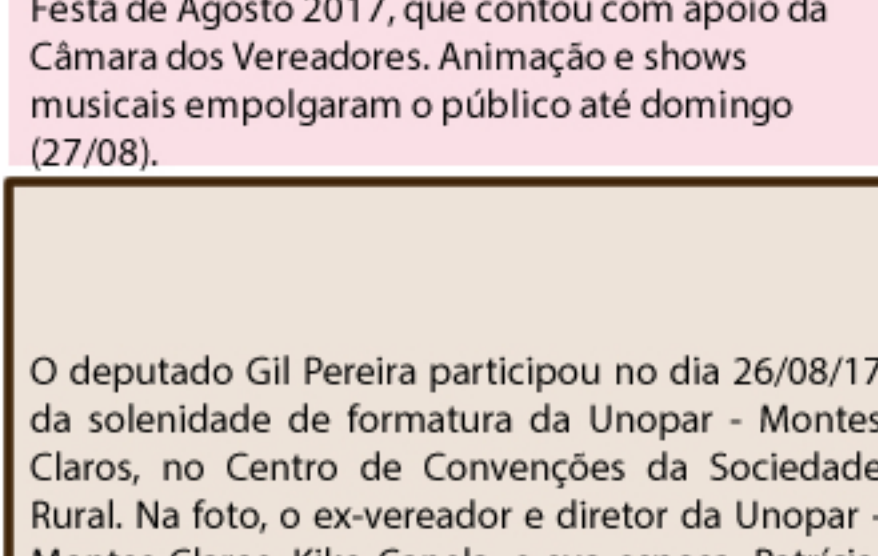 Festa de Agosto 2017, que contou com apoio da
Câmara dos Vereadores. Animação e shows
musicais empolgaram o público até domingo
(27/08).
O deputado Gil Pereira participou no dia 26/08/17
da solenidade de formatura da Unopar - Montes
Claros, no Centro de Convenções da Sociedade
Rural. Na foto, o ex-vereador e diretor da Unopar -